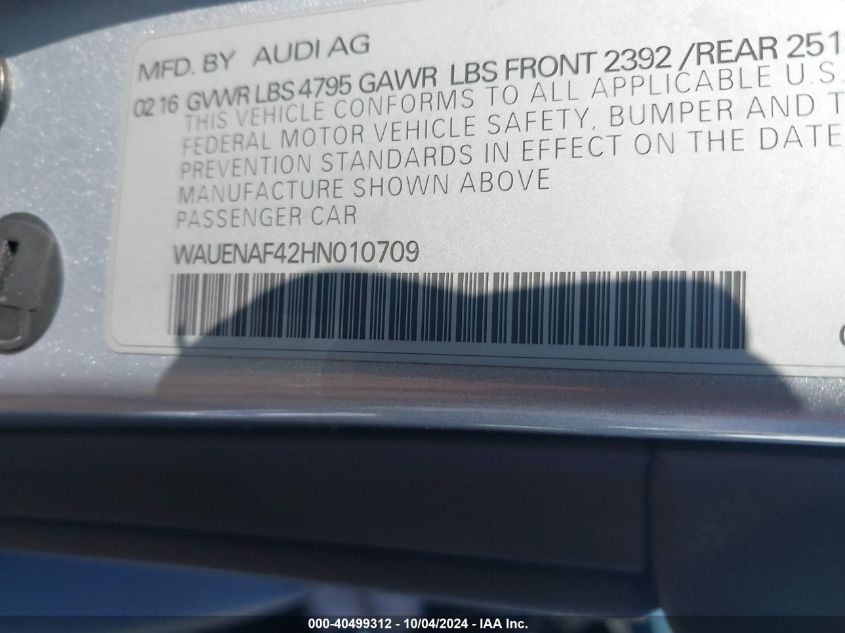 MFD. BY AUDI AG
02 16 GVWR LBS 4795 GAWR LBS FRONT 2392 /REAR 251
THIS VEHICLE CONFORMS TO ALL APPLICABLE U.S.
FEDERAL MOTOR VEHICLE SAFETY, BUMPER AND T
PREVENTION STANDARDS IN EFFECT ON THE DATE
MANUFACTURE SHOWN ABOVE
PASSENGER CAR
WAUENAF42HN010709
000-40499312 - 10/04/2024 - IAA Inc.